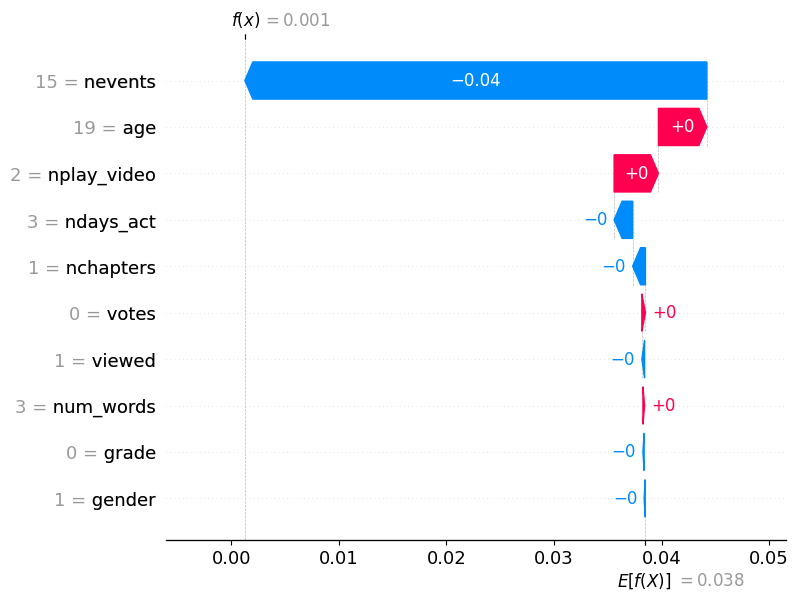 f(x) = 0.001
15 = nevents
−0.04
19 = age
+0
2 = nplay_video
+0
3 = ndays_act
−0
1 = nchapters
−0
0 = votes
+0
1 = viewed
−0
3 = num_words
+0
0 = grade
−0
1 = gender
−0
0.00 0.01 0.02 0.03 0.04 0.05
E[f(X)] = 0.038